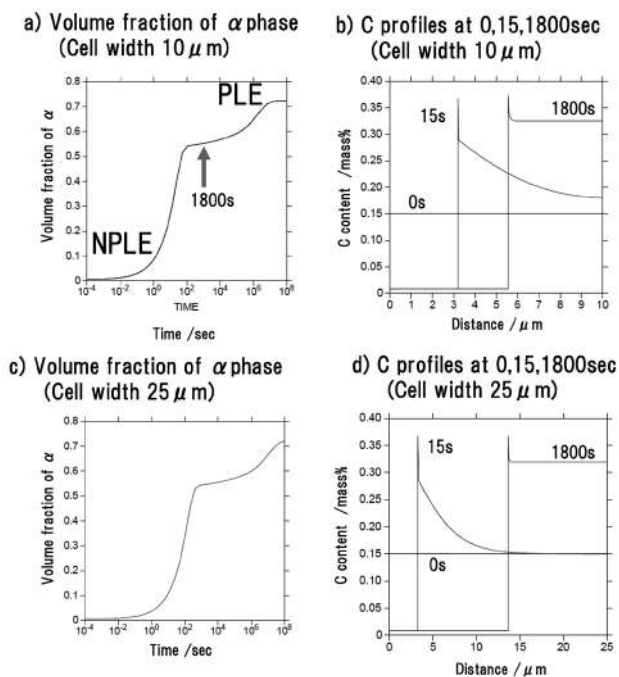 a) Volume fraction of α phase
(Cell width 10 μm)
Volume fraction of α
0.8
0.7
0.6
0.5
0.4
0.3
0.2
0.1
0
PLE
1800s
NPLE
10⁻⁴ 10⁻² 10⁰ 10² 10⁴ 10⁶ 10⁸
TIME
Time /sec
b) C profiles at 0,15,1800sec
(Cell width 10 μm)
C content /mass%
0.40
0.35
0.30
0.25
0.20
0.15
0.10
0.05
0
15s
1800s
0s
0 1 2 3 4 5 6 7 8 9 10
Distance / μm
c) Volume fraction of α phase
(Cell width 25 μm)
Volume fraction of α
0.8
0.7
0.6
0.5
0.4
0.3
0.2
0.1
0
10⁻⁴ 10⁻² 10⁰ 10² 10⁴ 10⁶ 10⁸
Time /sec
d) C profiles at 0,15,1800sec
(Cell width 25 μm)
C content /mass%
0.40
0.35
0.30
0.25
0.20
0.15
0.10
0.05
0
15s
1800s
0s
0 5 10 15 20 25
Distance / μm